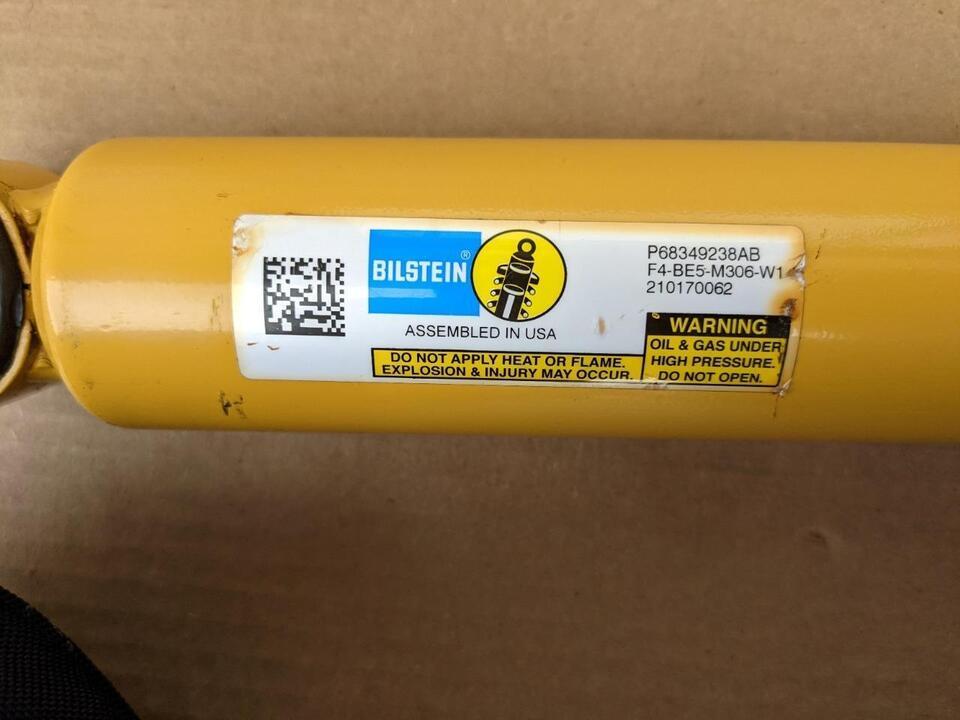 BILSTEIN®
ASSEMBLED IN USA
DO NOT APPLY HEAT OR FLAME.
EXPLOSION & INJURY MAY OCCUR.
P68349238AB
F4-BE5-M306-W1
210170062
WARNING
OIL & GAS UNDER
HIGH PRESSURE.
DO NOT OPEN.